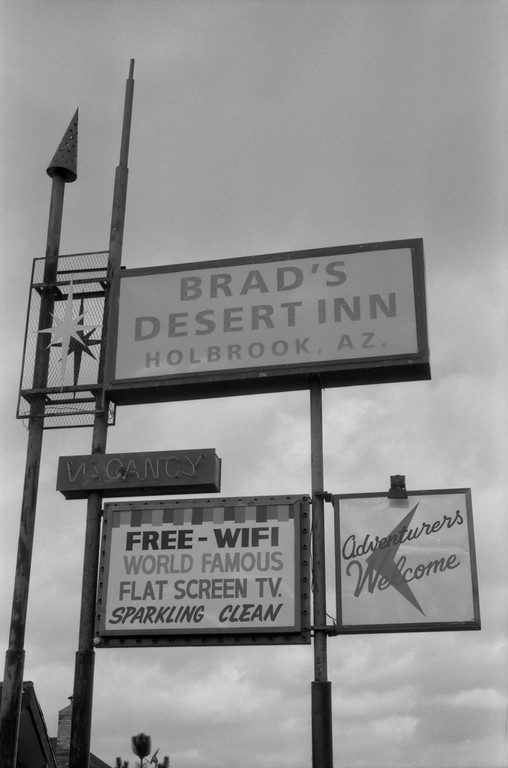 BRAD'S
DESERT INN
HOLBROOK, AZ.
VACANCY
FREE-WIFI
WORLD FAMOUS
FLAT SCREEN TV.
SPARKLING CLEAN
Adventurers
Welcome